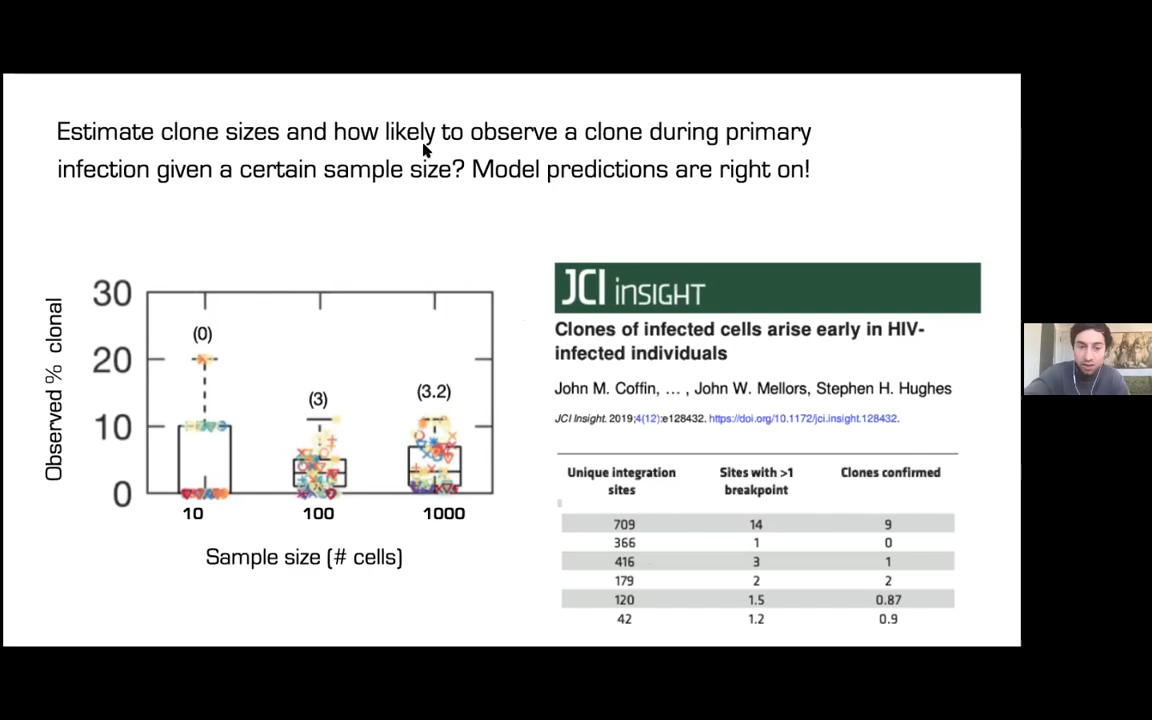 Estimate clone sizes and how likely to observe a clone during primary
infection given a certain sample size? Model predictions are right on!
Observed % clonal
30
20
10
0
(0)
(3)
(3.2)
10 100 1000
Sample size (# cells)
JCI INSIGHT
Clones of infected cells arise early in HIV-
infected individuals
John M. Coffin, ... , John W. Mellors, Stephen H. Hughes
JCI Insight. 2019;4(12):e128432. https://doi.org/10.1172/jci.insight.128432.
Unique integration sites Sites with >1 breakpoint Clones confirmed
709 14 9
366 1 0
416 3 1
179 2 2
120 1.5 0.87
42 1.2 0.9